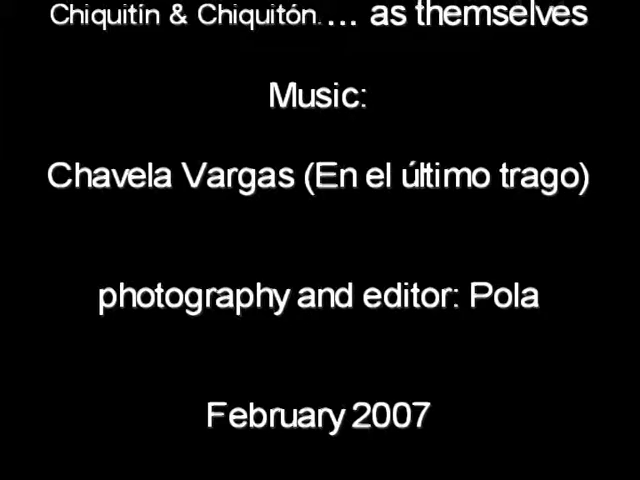 Chiquitín & Chiquitón.... as themselves
Music:
Chavela Vargas (En el último trago)
photography and editor: Pola
February 2007